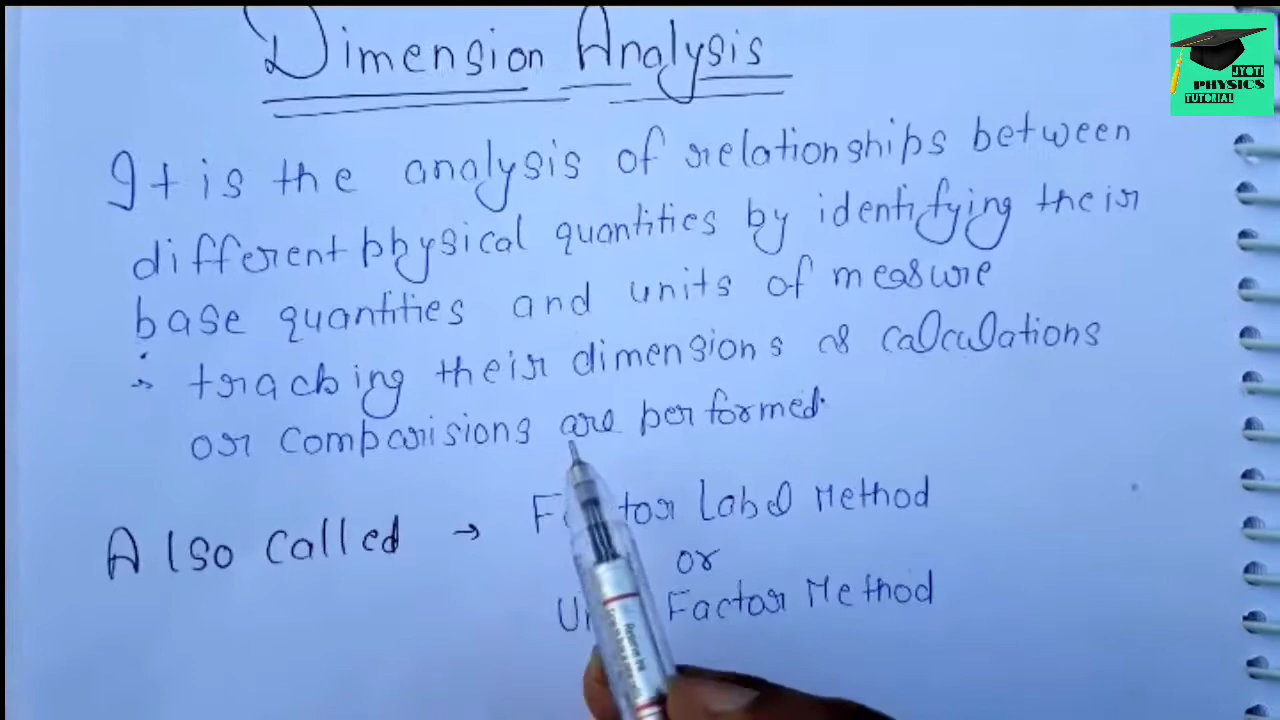 Dimension Analysis
It is the analysis of relationships between
different physical quantities by identifying their
base quantities and units of measure
tracking their dimensions as calculations
or comparisions are performed.
Also called → Factor Label Method
or
Factor Method
JYOTI
PHYSICS
TUTORIAL